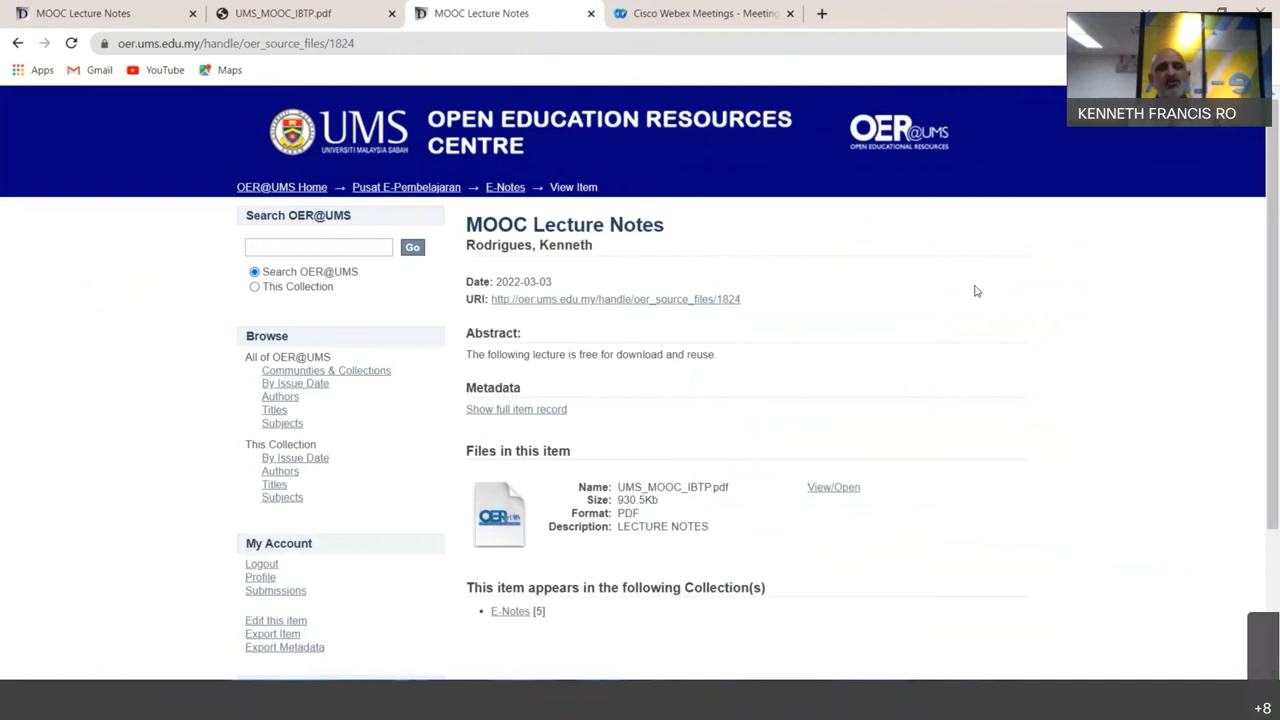 MOOC Lecture Notes
UMS_MOOC_IBTP.pdf
MOOC Lecture Notes
Cisco Webex Meetings - Meeting
oer.ums.edu.my/handle/oer_source_files/1824
Apps Gmail YouTube Maps
KENNETH FRANCIS RO
UMS
UNIVERSITI MALAYSIA SABAH
OPEN EDUCATION RESOURCES
CENTRE
OER@UMS
OPEN EDUCATIONAL RESOURCES
OER@UMS Home → Pusat E-Pembelajaran → E-Notes → View Item
Search OER@UMS
Go
Search OER@UMS
This Collection
Browse
All of OER@UMS
Communities & Collections
By Issue Date
Authors
Titles
Subjects
This Collection
By Issue Date
Authors
Titles
Subjects
My Account
Logout
Profile
Submissions
Edit this item
Export Item
Export Metadata
MOOC Lecture Notes
Rodrigues, Kenneth
Date: 2022-03-03
URI: http://oer.ums.edu.my/handle/oer_source_files/1824
Abstract:
The following lecture is free for download and reuse.
Metadata
Show full item record
Files in this item
OER@UMS
Name: UMS_MOOC_IBTP.pdf
Size: 930.5Kb
Format: PDF
Description: LECTURE NOTES
View/Open
This item appears in the following Collection(s)
• E-Notes [5]
+8